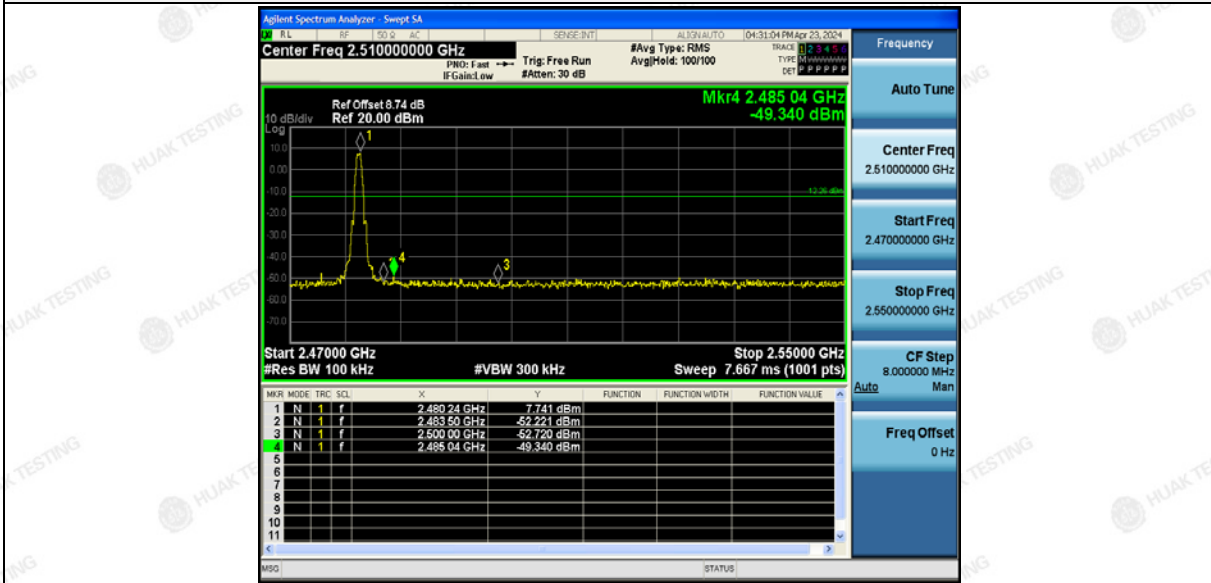 Agilent Spectrum Analyzer - Swept SA
RL RF 50 Ω AC SENSE:INT ALIGN AUTO 04:31:04 PM Apr 23, 2024
Center Freq 2.510000000 GHz
PNO: Fast
IFGain:Low
Trig: Free Run
#Atten: 30 dB
#Avg Type: RMS
Avg|Hold: 100/100
TRACE 1 2 3 4 5 6
TYPE M
DET P P P P P P
Frequency
Auto Tune
Center Freq
2.510000000 GHz
Start Freq
2.470000000 GHz
Stop Freq
2.550000000 GHz
CF Step
8.000000 MHz
Auto Man
Freq Offset
0 Hz
Mkr4 2.485 04 GHz
-49.340 dBm
Ref Offset 8.74 dB
10 dB/div Ref 20.00 dBm
Log
10.0
0.00
-10.0
-20.0
-30.0
-40.0
-50.0
-60.0
-70.0
1
4
3
-12.26 dBm
Start 2.47000 GHz Stop 2.55000 GHz
#Res BW 100 kHz #VBW 300 kHz Sweep 7.667 ms (1001 pts)
MKR MODE TRC SCL X Y FUNCTION FUNCTION WIDTH FUNCTION VALUE
1 N 1 f 2.480 24 GHz 7.741 dBm
2 N 1 f 2.483 50 GHz -52.221 dBm
3 N 1 f 2.500 00 GHz -52.720 dBm
4 N 1 f 2.485 04 GHz -49.340 dBm
5
6
7
8
9
10
11
MSG STATUS
HUAK TESTING
HUAK TESTING
HUAK TESTING
HUAK TESTING